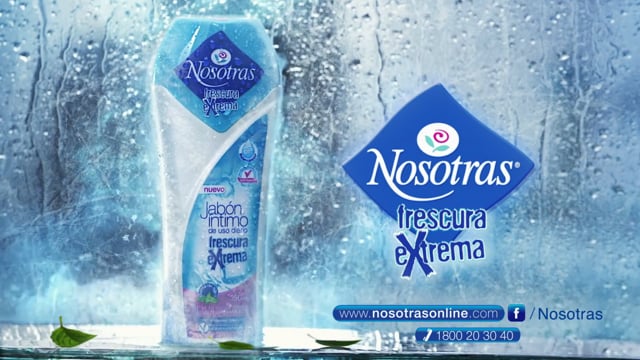 Nosotras
frescura
eXtrema
nuevo
Jabón
íntimo
de uso diario
frescura
eXtrema
Nosotras®
frescura
eXtrema
www.nosotrasonline.com f /Nosotras
1800 20 30 40